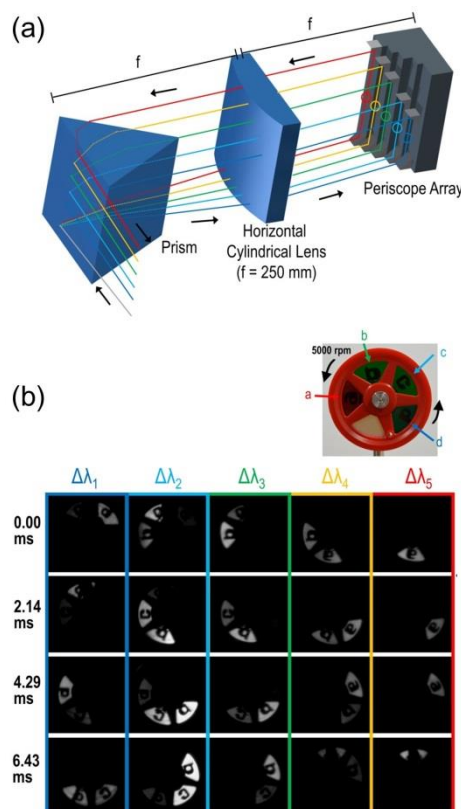 (a)
f
f
Periscope Array
Prism
Horizontal
Cylindrical Lens
(f = 250 mm)
(b)
b
5000 rpm
c
a
d
Δλ1 Δλ2 Δλ3 Δλ4 Δλ5
0.00
ms
2.14
ms
4.29
ms
6.43
ms